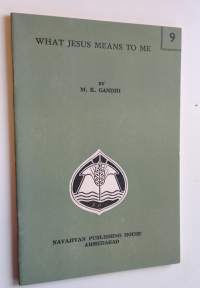 9
WHAT JESUS MEANS TO ME
BY
M. K. GANDHI
NAVAJIVAN PUBLISHING HOUSE
AHMEDABAD